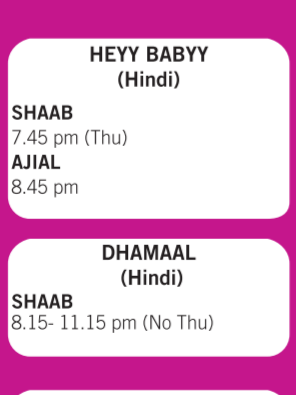 HEYY BABYY
(Hindi)
SHAAB
7.45 pm (Thu)
AJIAL
8.45 pm
DHAMAAL
(Hindi)
SHAAB
8.15- 11.15 pm (No Thu)